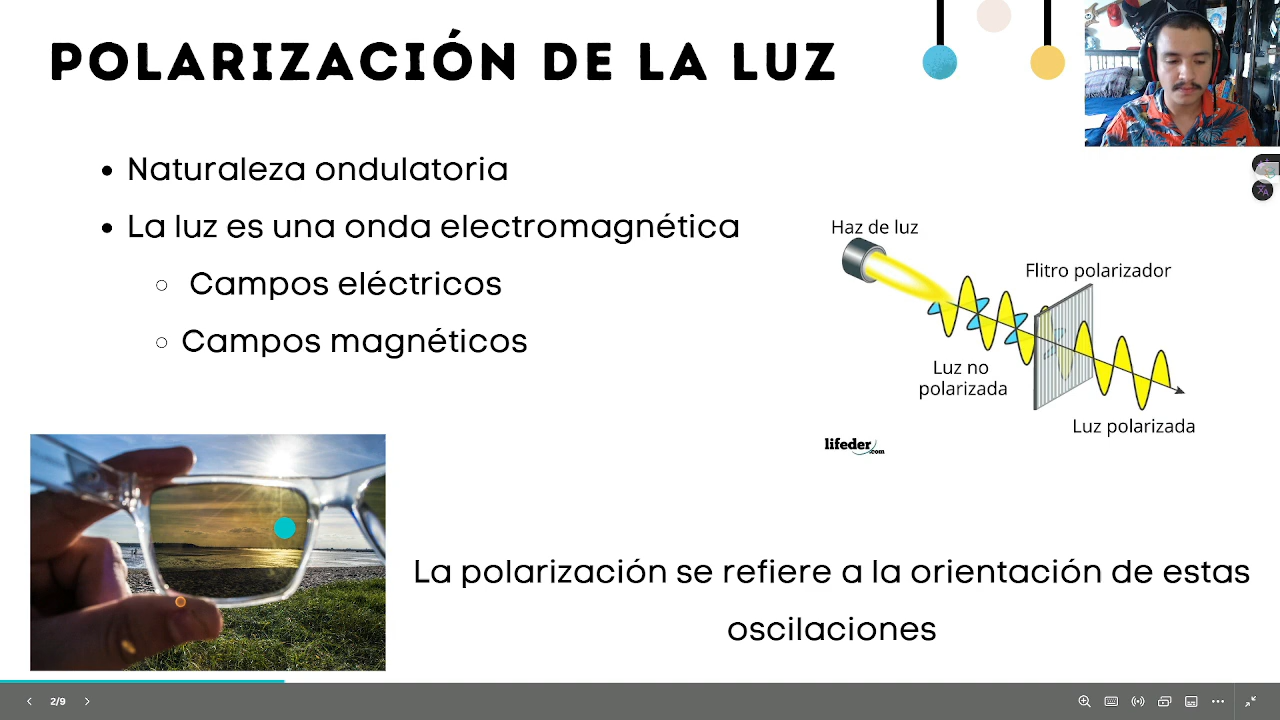 POLARIZACIÓN DE LA LUZ
Naturaleza ondulatoria
La luz es una onda electromagnética
Campos eléctricos
Campos magnéticos
Haz de luz
Flitro polarizador
Luz no
polarizada
Luz polarizada
lifeder.com
La polarización se refiere a la orientación de estas
oscilaciones
2/9